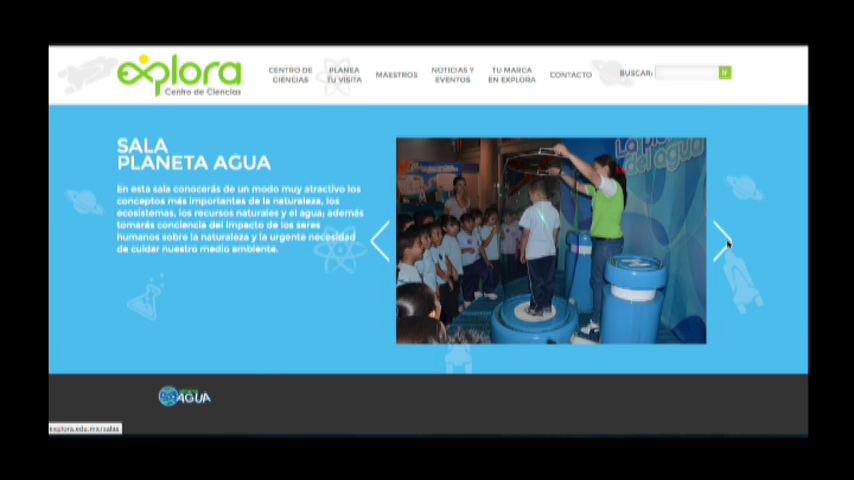 explora
Centro de Ciencias
CENTRO DE
CIENCIAS
PLANEA
TU VISITA
MAESTROS
NOTICIAS Y
EVENTOS
TU MARCA
EN EXPLORA
CONTACTO
BUSCAR:
SALA
PLANETA AGUA
En esta sala conocerás de un modo muy atractivo los
conceptos más importantes de la naturaleza, los
ecosistemas, los recursos naturales y el agua; además
tomarás conciencia del impacto de los seres
humanos sobre la naturaleza y la urgente necesidad
de cuidar nuestro medio ambiente.
del agua
AGUA
explora.edu.mx/salas